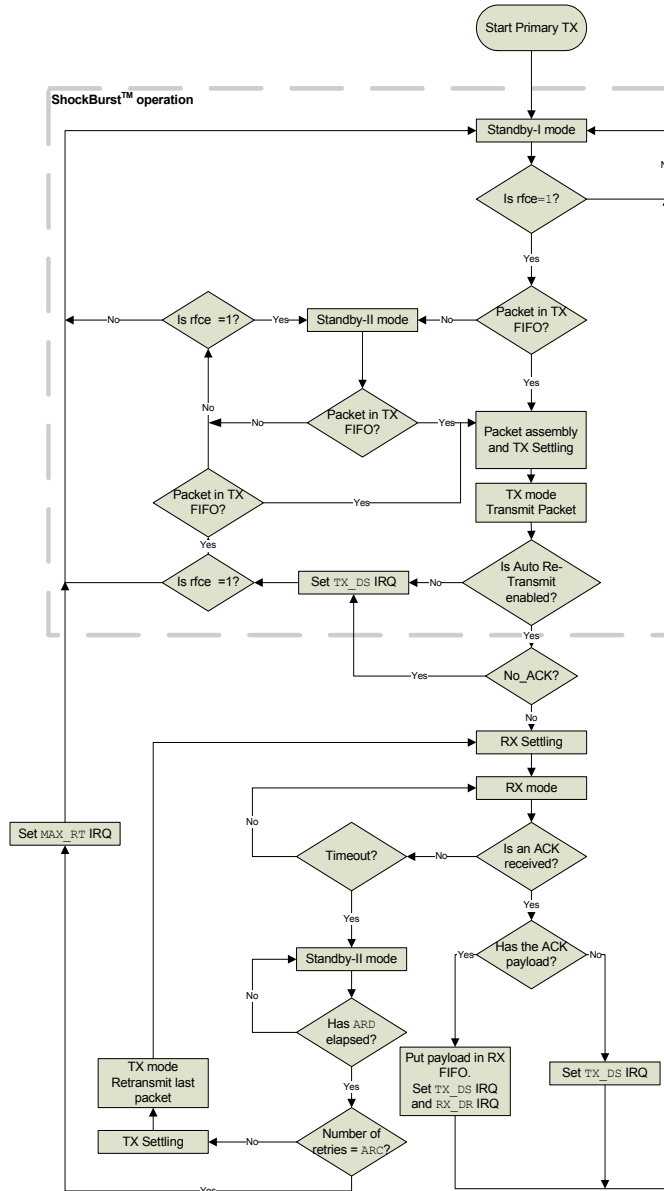 Start Primary TX
ShockBurst™ operation
Standby-I mode
Is rfce=1?
Yes
No
Is rfce =1?
Yes
Standby-II mode
No
Packet in TX
FIFO?
Yes
No
No
Packet in TX
FIFO?
Yes
Packet assembly
and TX Settling
Packet in TX
FIFO?
Yes
TX mode
Transmit Packet
Yes
Is rfce =1?
Set TX_DS IRQ
No
Is Auto Re-
Transmit
enabled?
Yes
Yes
No_ACK?
No
RX Settling
RX mode
No
Set MAX_RT IRQ
Timeout?
No
Is an ACK
received?
Yes
Yes
Standby-II mode
Yes
Has the ACK
payload?
No
No
Has ARD
elapsed?
TX mode
Retransmit last
packet
Put payload in RX
FIFO.
Set TX_DS IRQ
and RX_DR IRQ
Set TX_DS IRQ
Yes
TX Settling
No
Number of
retries = ARC?
Yes